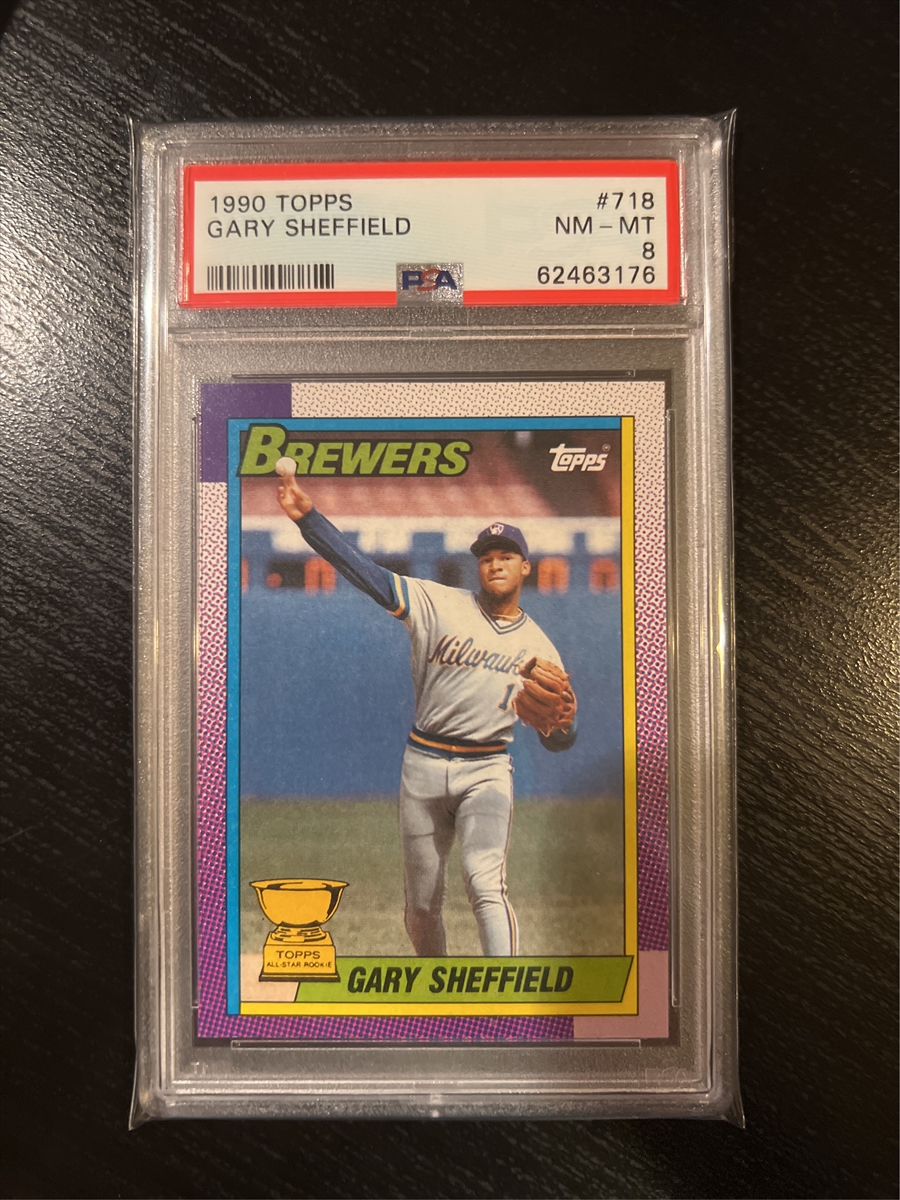 1990 TOPPS #718
GARY SHEFFIELD NM-MT
8
62463176
PSA
BREWERS
topps
Milwauk
1
TOPPS
ALL-STAR ROOKIE
GARY SHEFFIELD